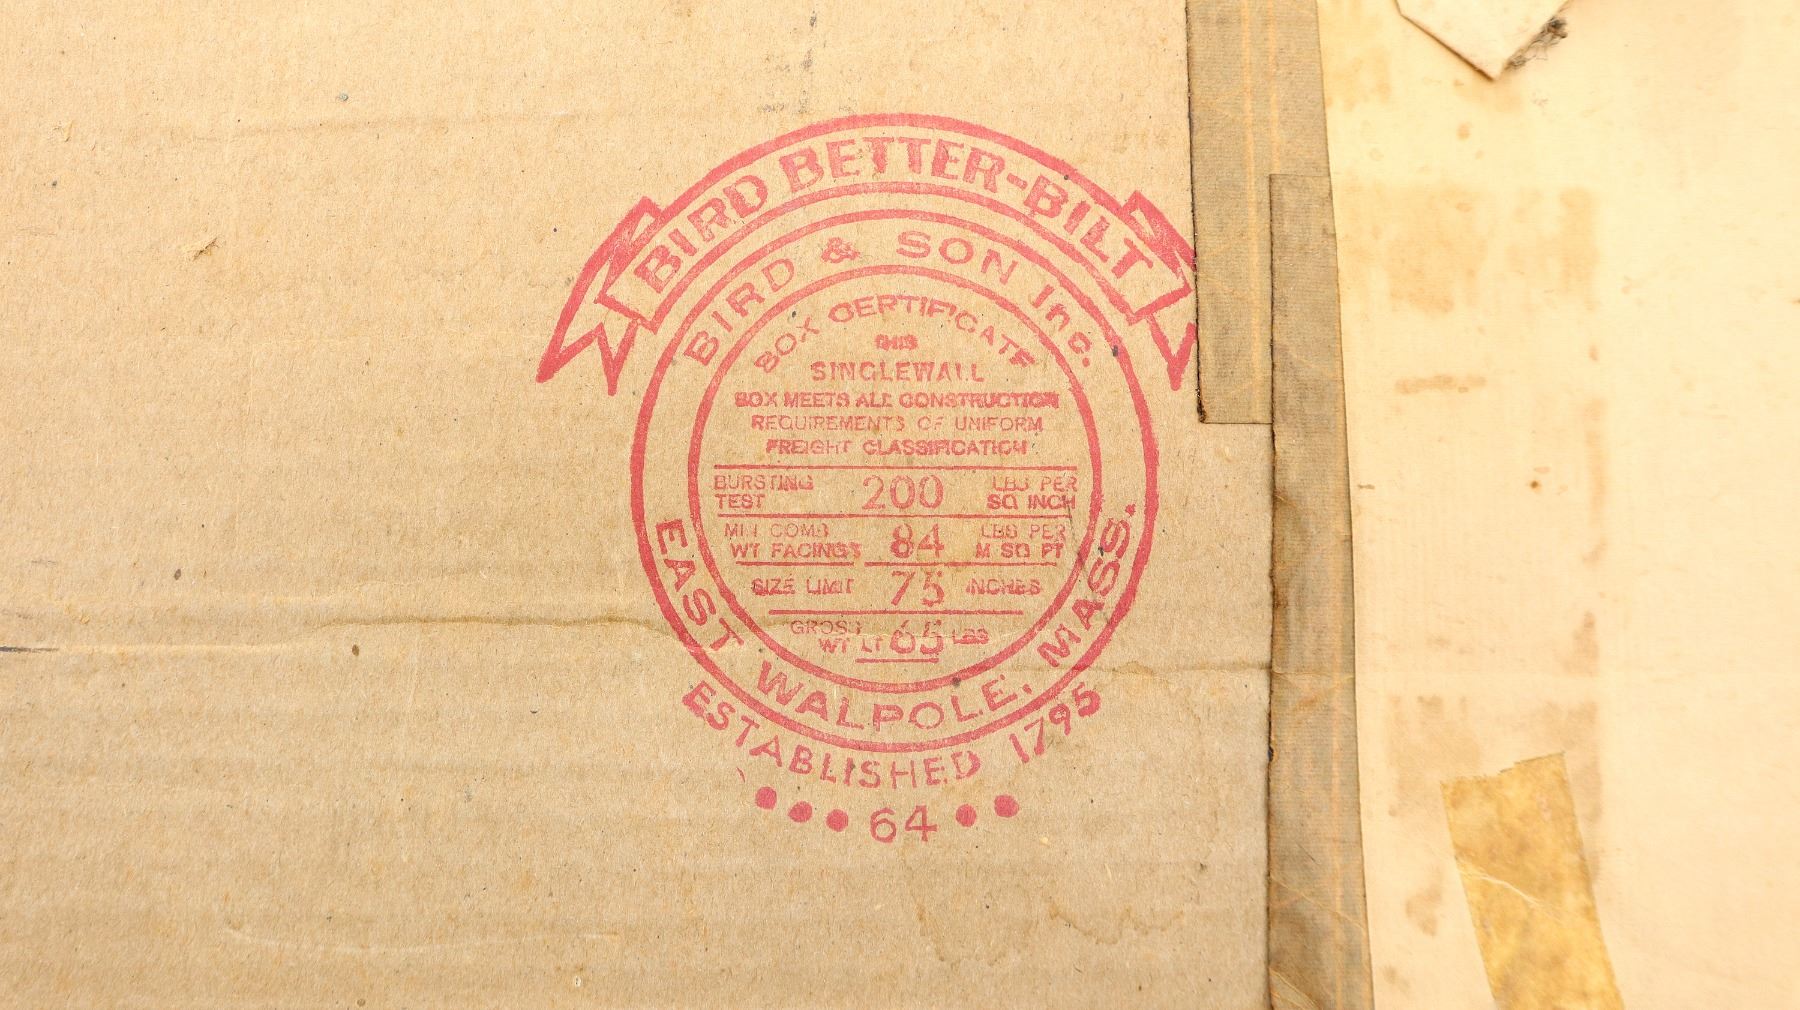 BIRD BETTER-BILT
BIRD & SON Inc.
BOX CERTIFICATE
THIS
SINGLEWALL
BOX MEETS ALL CONSTRUCTION
REQUIREMENTS OF UNIFORM
FREIGHT CLASSIFICATION
BURSTING TEST 200 LBS PER SQ INCH
MIN COMB WT FACINGS 84 LBS PER M SQ FT
SIZE LIMIT 75 INCHES
GROSS WT LT 65 LBS
EAST WALPOLE, MASS.
ESTABLISHED 1795
64